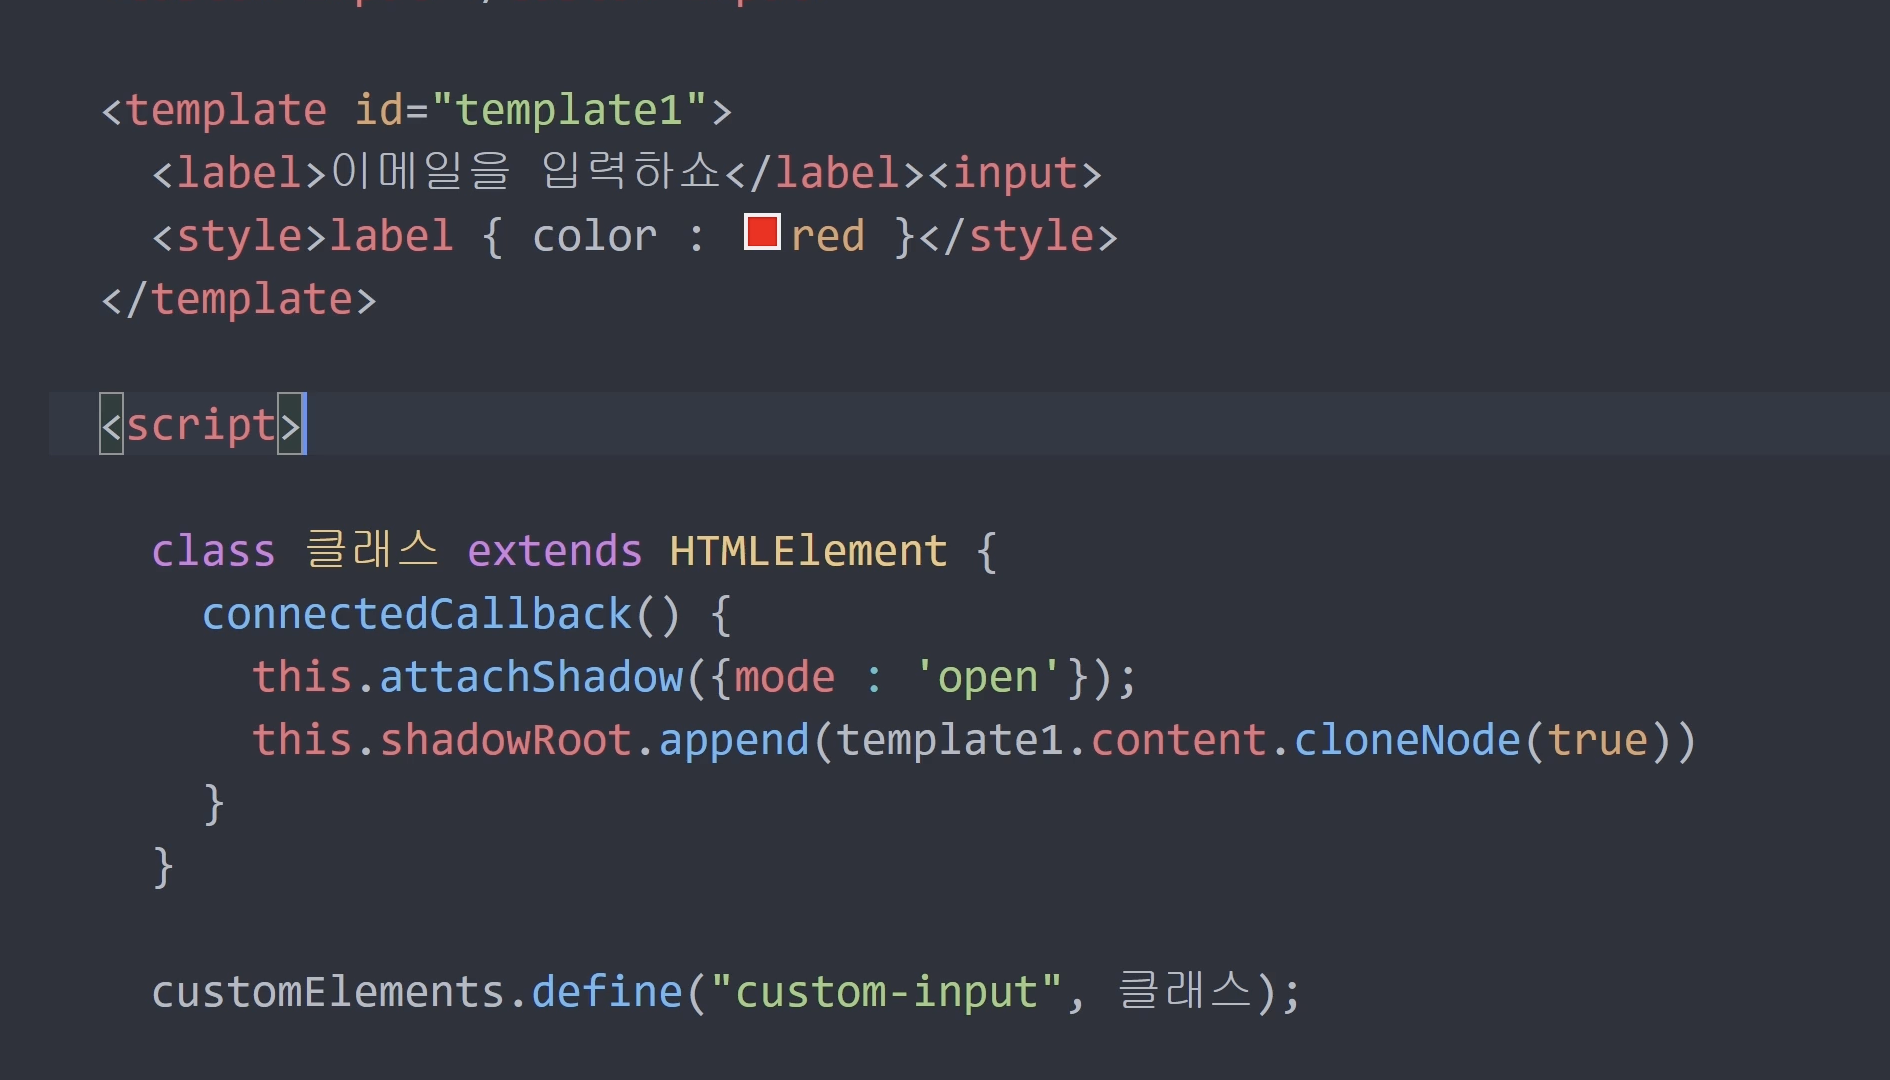 <template id="template1">
<label>이메일을 입력하쇼</label><input>
<style>label { color : red }</style>
</template>
<script>
class 클래스 extends HTMLElement {
connectedCallback() {
this.attachShadow({mode : 'open'});
this.shadowRoot.append(template1.content.cloneNode(true))
}
}
customElements.define("custom-input", 클래스);